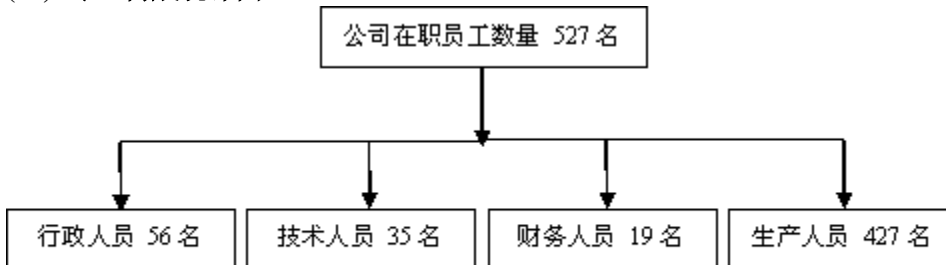 公司在职员工数量 527 名
行政人员 56 名
技术人员 35 名
财务人员 19 名
生产人员 427 名